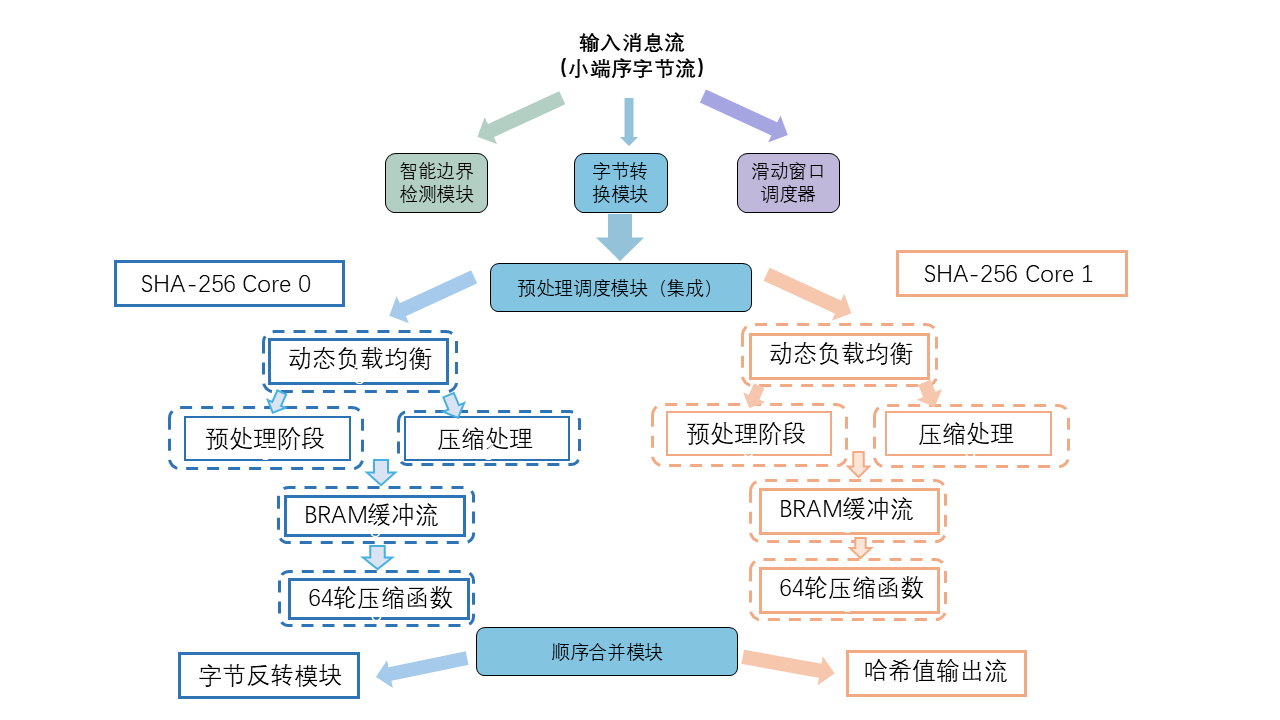 输入消息流
(小端序字节流)
智能边界
检测模块
字节转
换模块
滑动窗口
调度器
SHA-256 Core 0
预处理调度模块（集成）
SHA-256 Core 1
动态负载均衡
动态负载均衡
预处理阶段
压缩处理
预处理阶段
压缩处理
BRAM缓冲流
BRAM缓冲流
64轮压缩函数
64轮压缩函数
顺序合并模块
字节反转模块
哈希值输出流